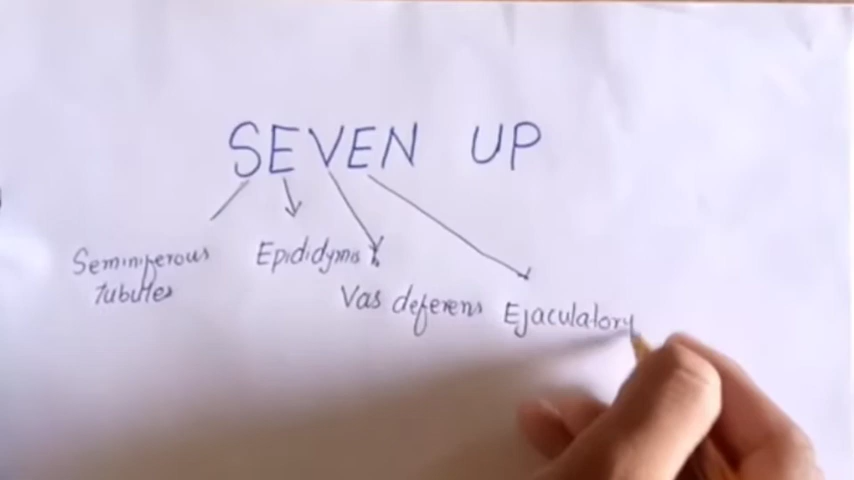 SEVEN UP
Seminiferous
Tubules
Epididymis
Vas deferens
Ejaculatory